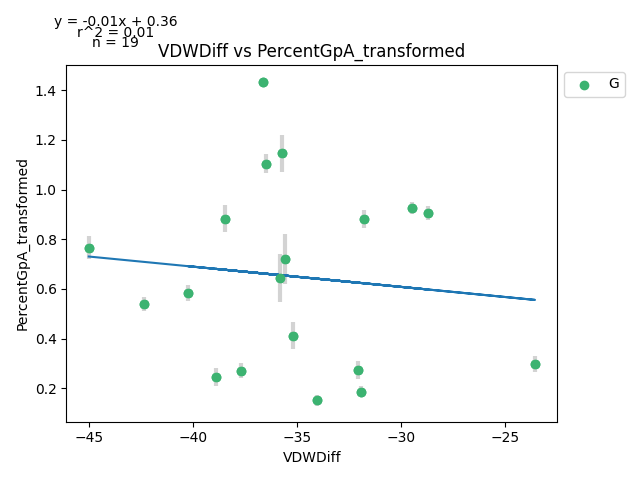 y = -0.01x + 0.36
r^2 = 0.01
n = 19
VDWDiff vs PercentGpA_transformed
G
PercentGpA_transformed
1.4
1.2
1.0
0.8
0.6
0.4
0.2
−45
−40
−35
−30
−25
VDWDiff